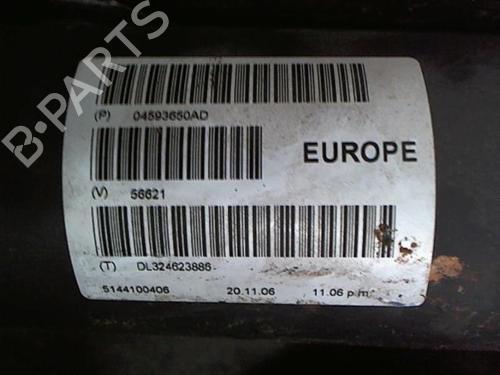 B-PARTS
(P) 04593650AD
EUROPE
(V) 56621
(T) DL324623886
5144100406 20.11.06 11.06 p.m